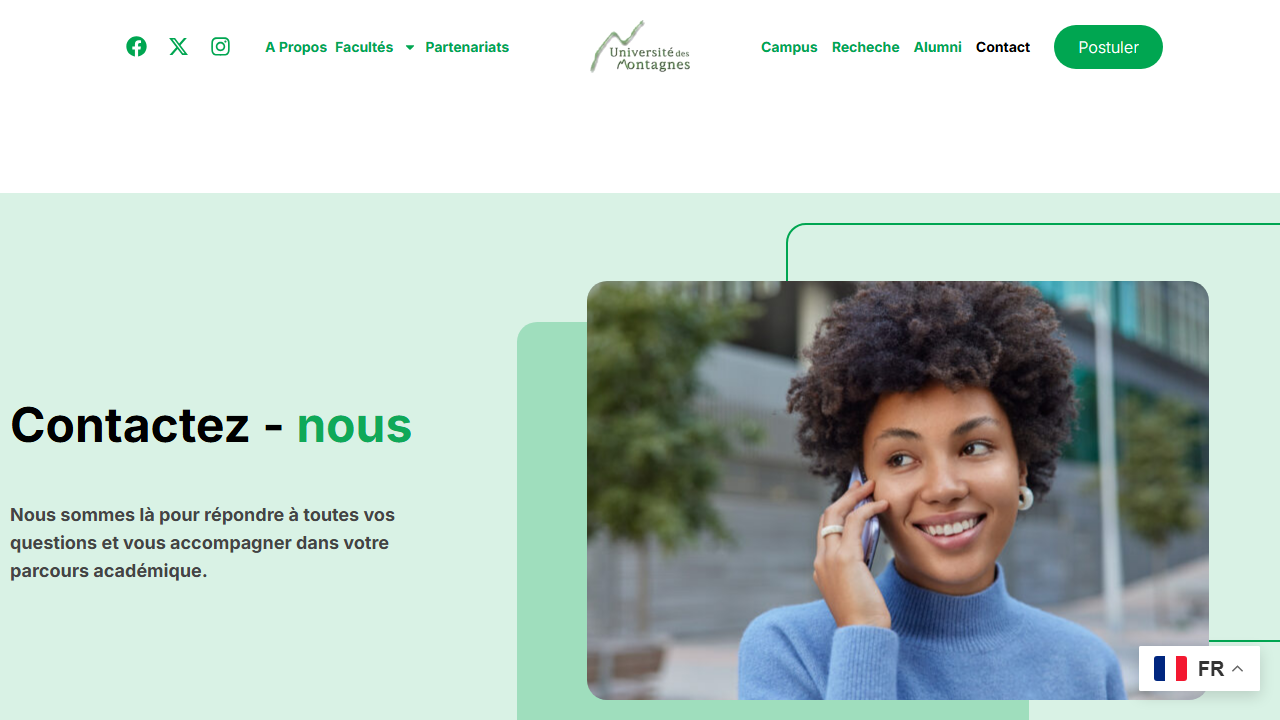 A Propos Facultés Partenariats
Université des
Montagnes
Campus Recheche Alumni Contact Postuler
Contactez - nous
Nous sommes là pour répondre à toutes vos
questions et vous accompagner dans votre
parcours académique.
FR